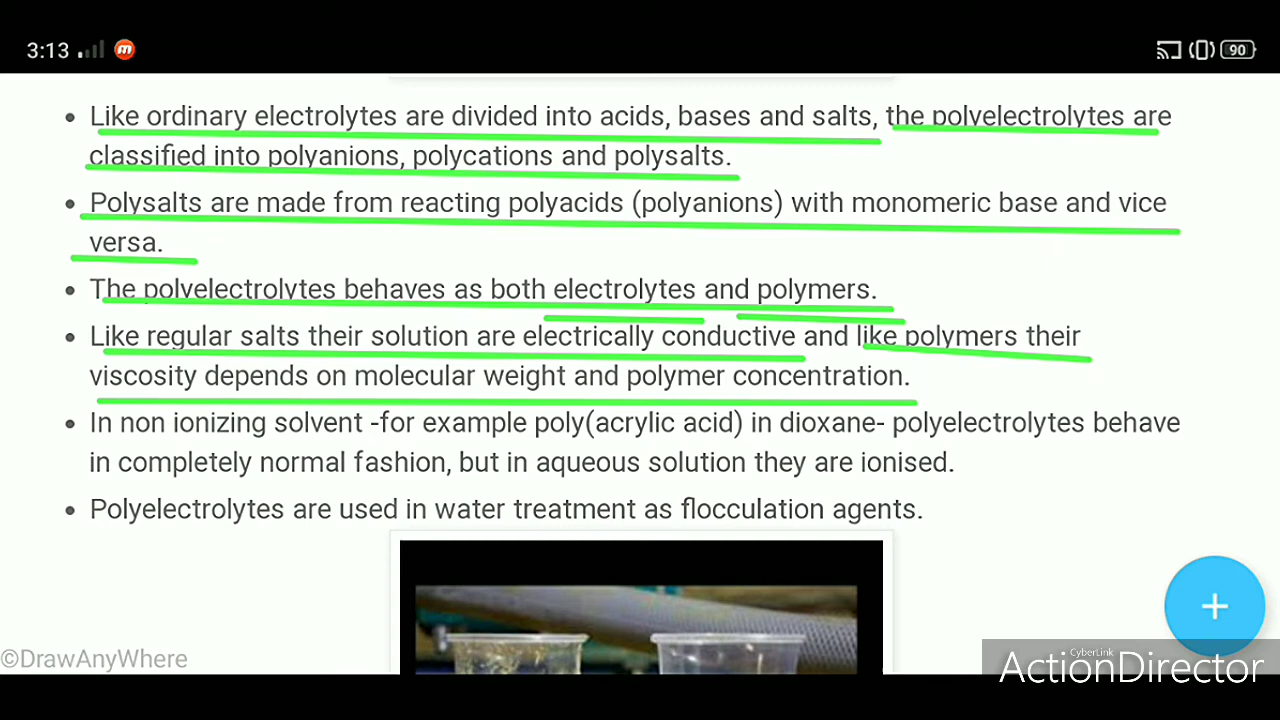 3:13
90
Like ordinary electrolytes are divided into acids, bases and salts, the polyelectrolytes are
classified into polyanions, polycations and polysalts.
Polysalts are made from reacting polyacids (polyanions) with monomeric base and vice
versa.
The polyelectrolytes behaves as both electrolytes and polymers.
Like regular salts their solution are electrically conductive and like polymers their
viscosity depends on molecular weight and polymer concentration.
In non ionizing solvent -for example poly(acrylic acid) in dioxane- polyelectrolytes behave
in completely normal fashion, but in aqueous solution they are ionised.
Polyelectrolytes are used in water treatment as flocculation agents.
+
©DrawAnyWhere
CyberLink
ActionDirector